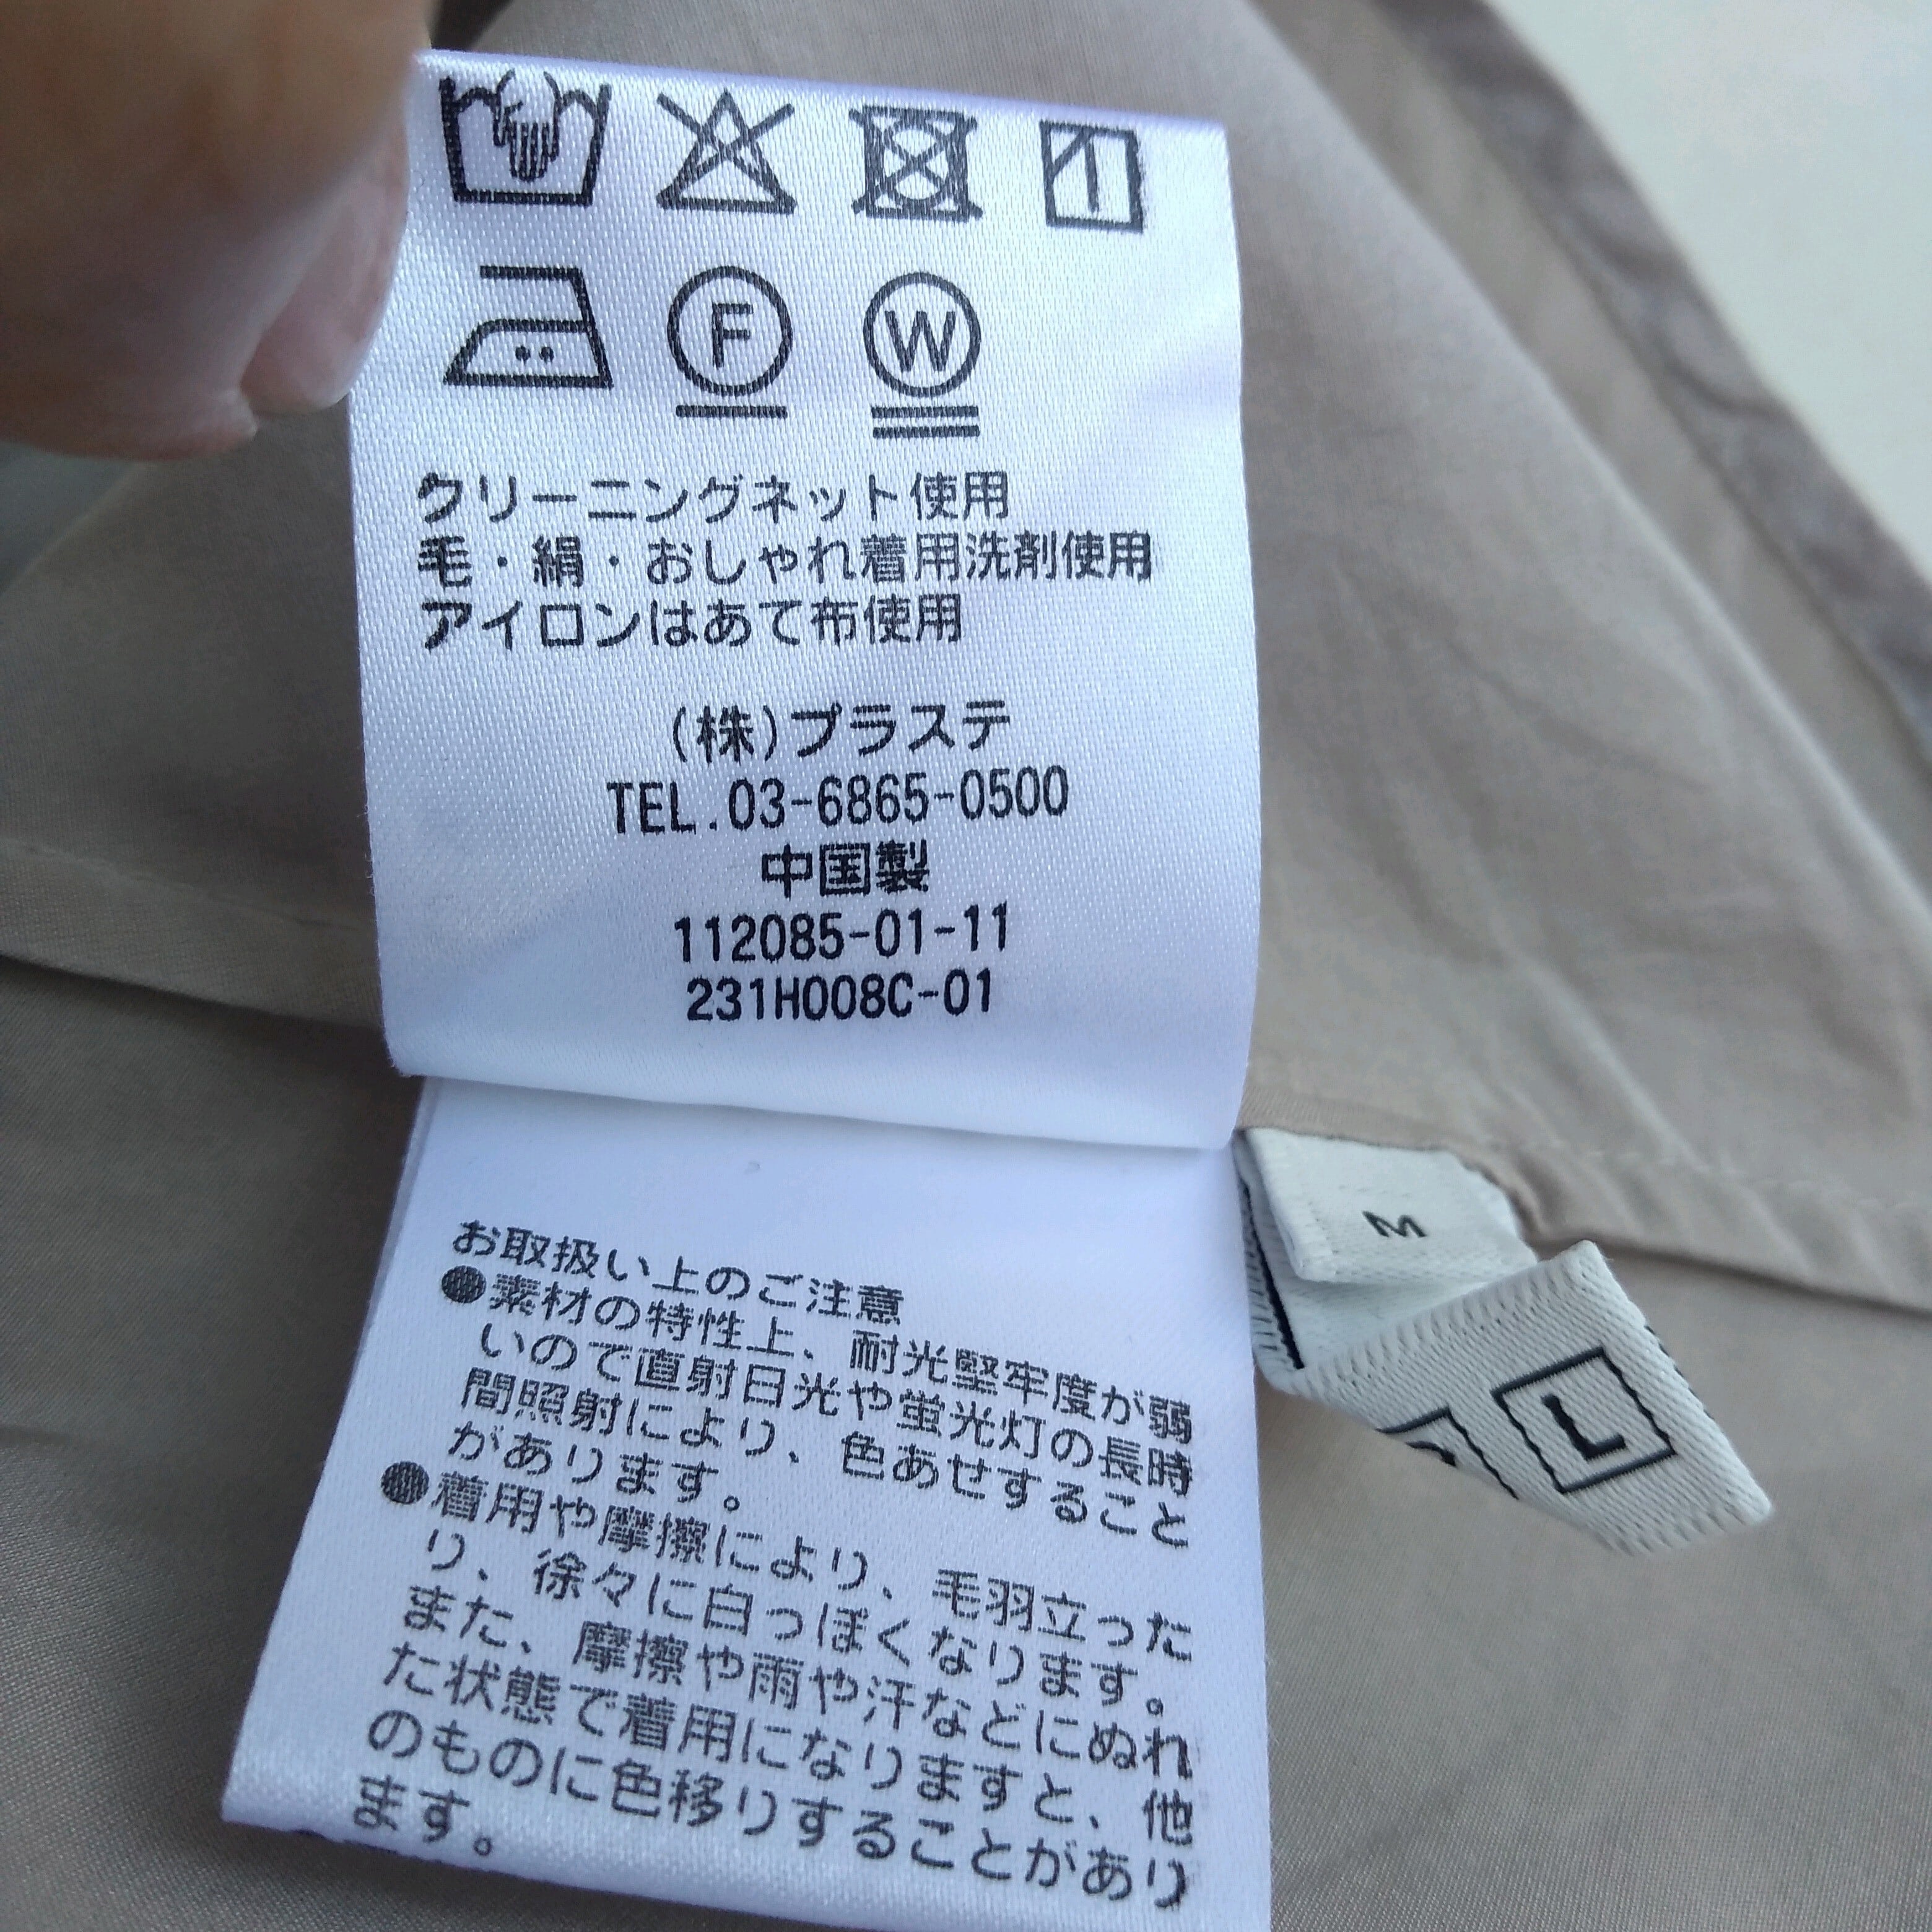 F W
クリーニングネット使用
毛・絹・おしゃれ着用洗剤使用
アイロンはあて布使用
(株)プラステ
TEL.03-6865-0500
中国製
112085-01-11
231H008C-01
お取扱い上のご注意
●素材の特性上、耐光堅牢度が弱
いので直射日光や蛍光灯の長時
間照射により、色あせすること
があります。
●着用や摩擦により、毛羽立った
り、徐々に白っぽくなります。
また、摩擦や雨や汗などにぬれ
た状態で着用になりますと、他
のものに色移りすることがあり
ます。
M
L